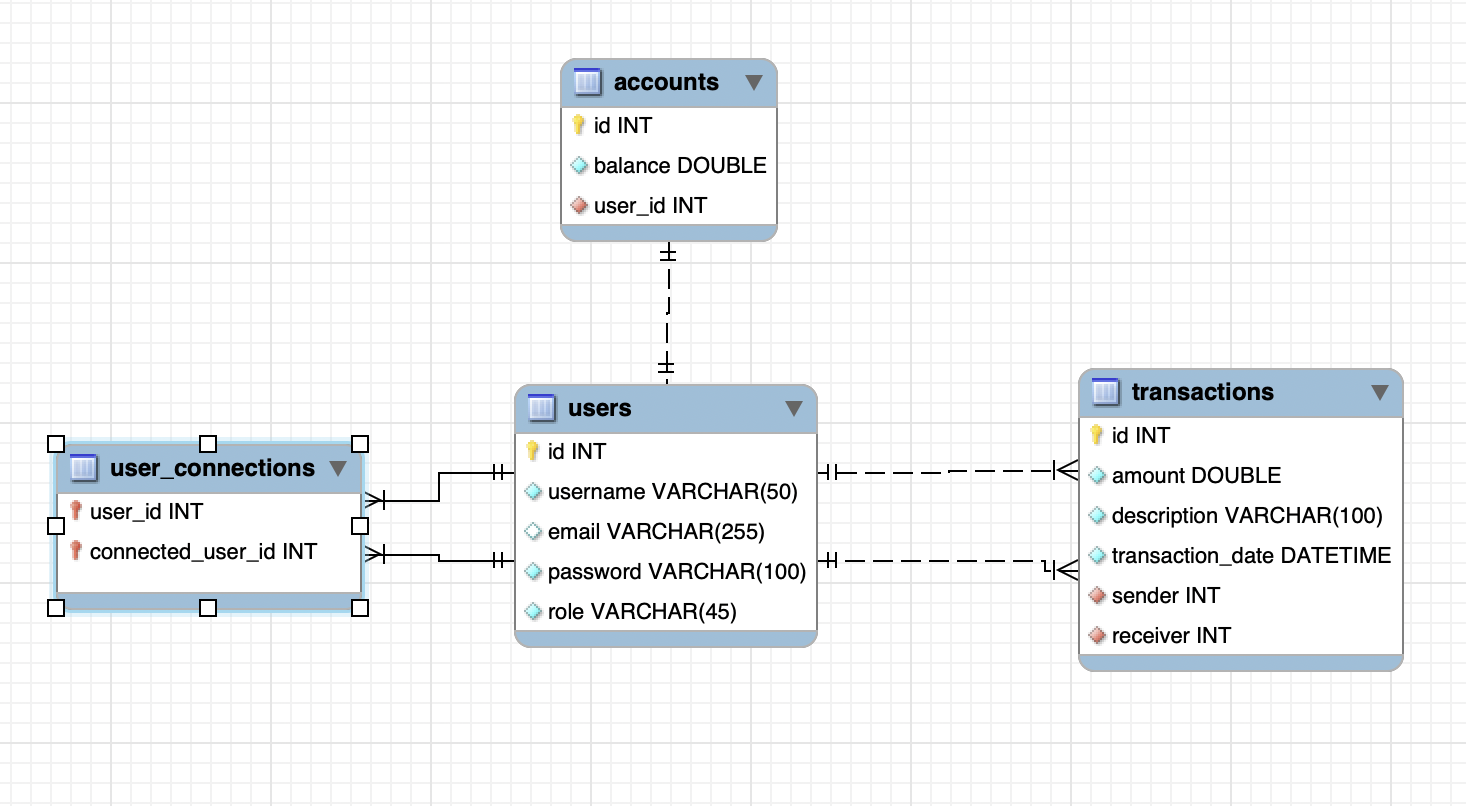 accounts
id INT
balance DOUBLE
user_id INT
users
id INT
username VARCHAR(50)
email VARCHAR(255)
password VARCHAR(100)
role VARCHAR(45)
user_connections
user_id INT
connected_user_id INT
transactions
id INT
amount DOUBLE
description VARCHAR(100)
transaction_date DATETIME
sender INT
receiver INT